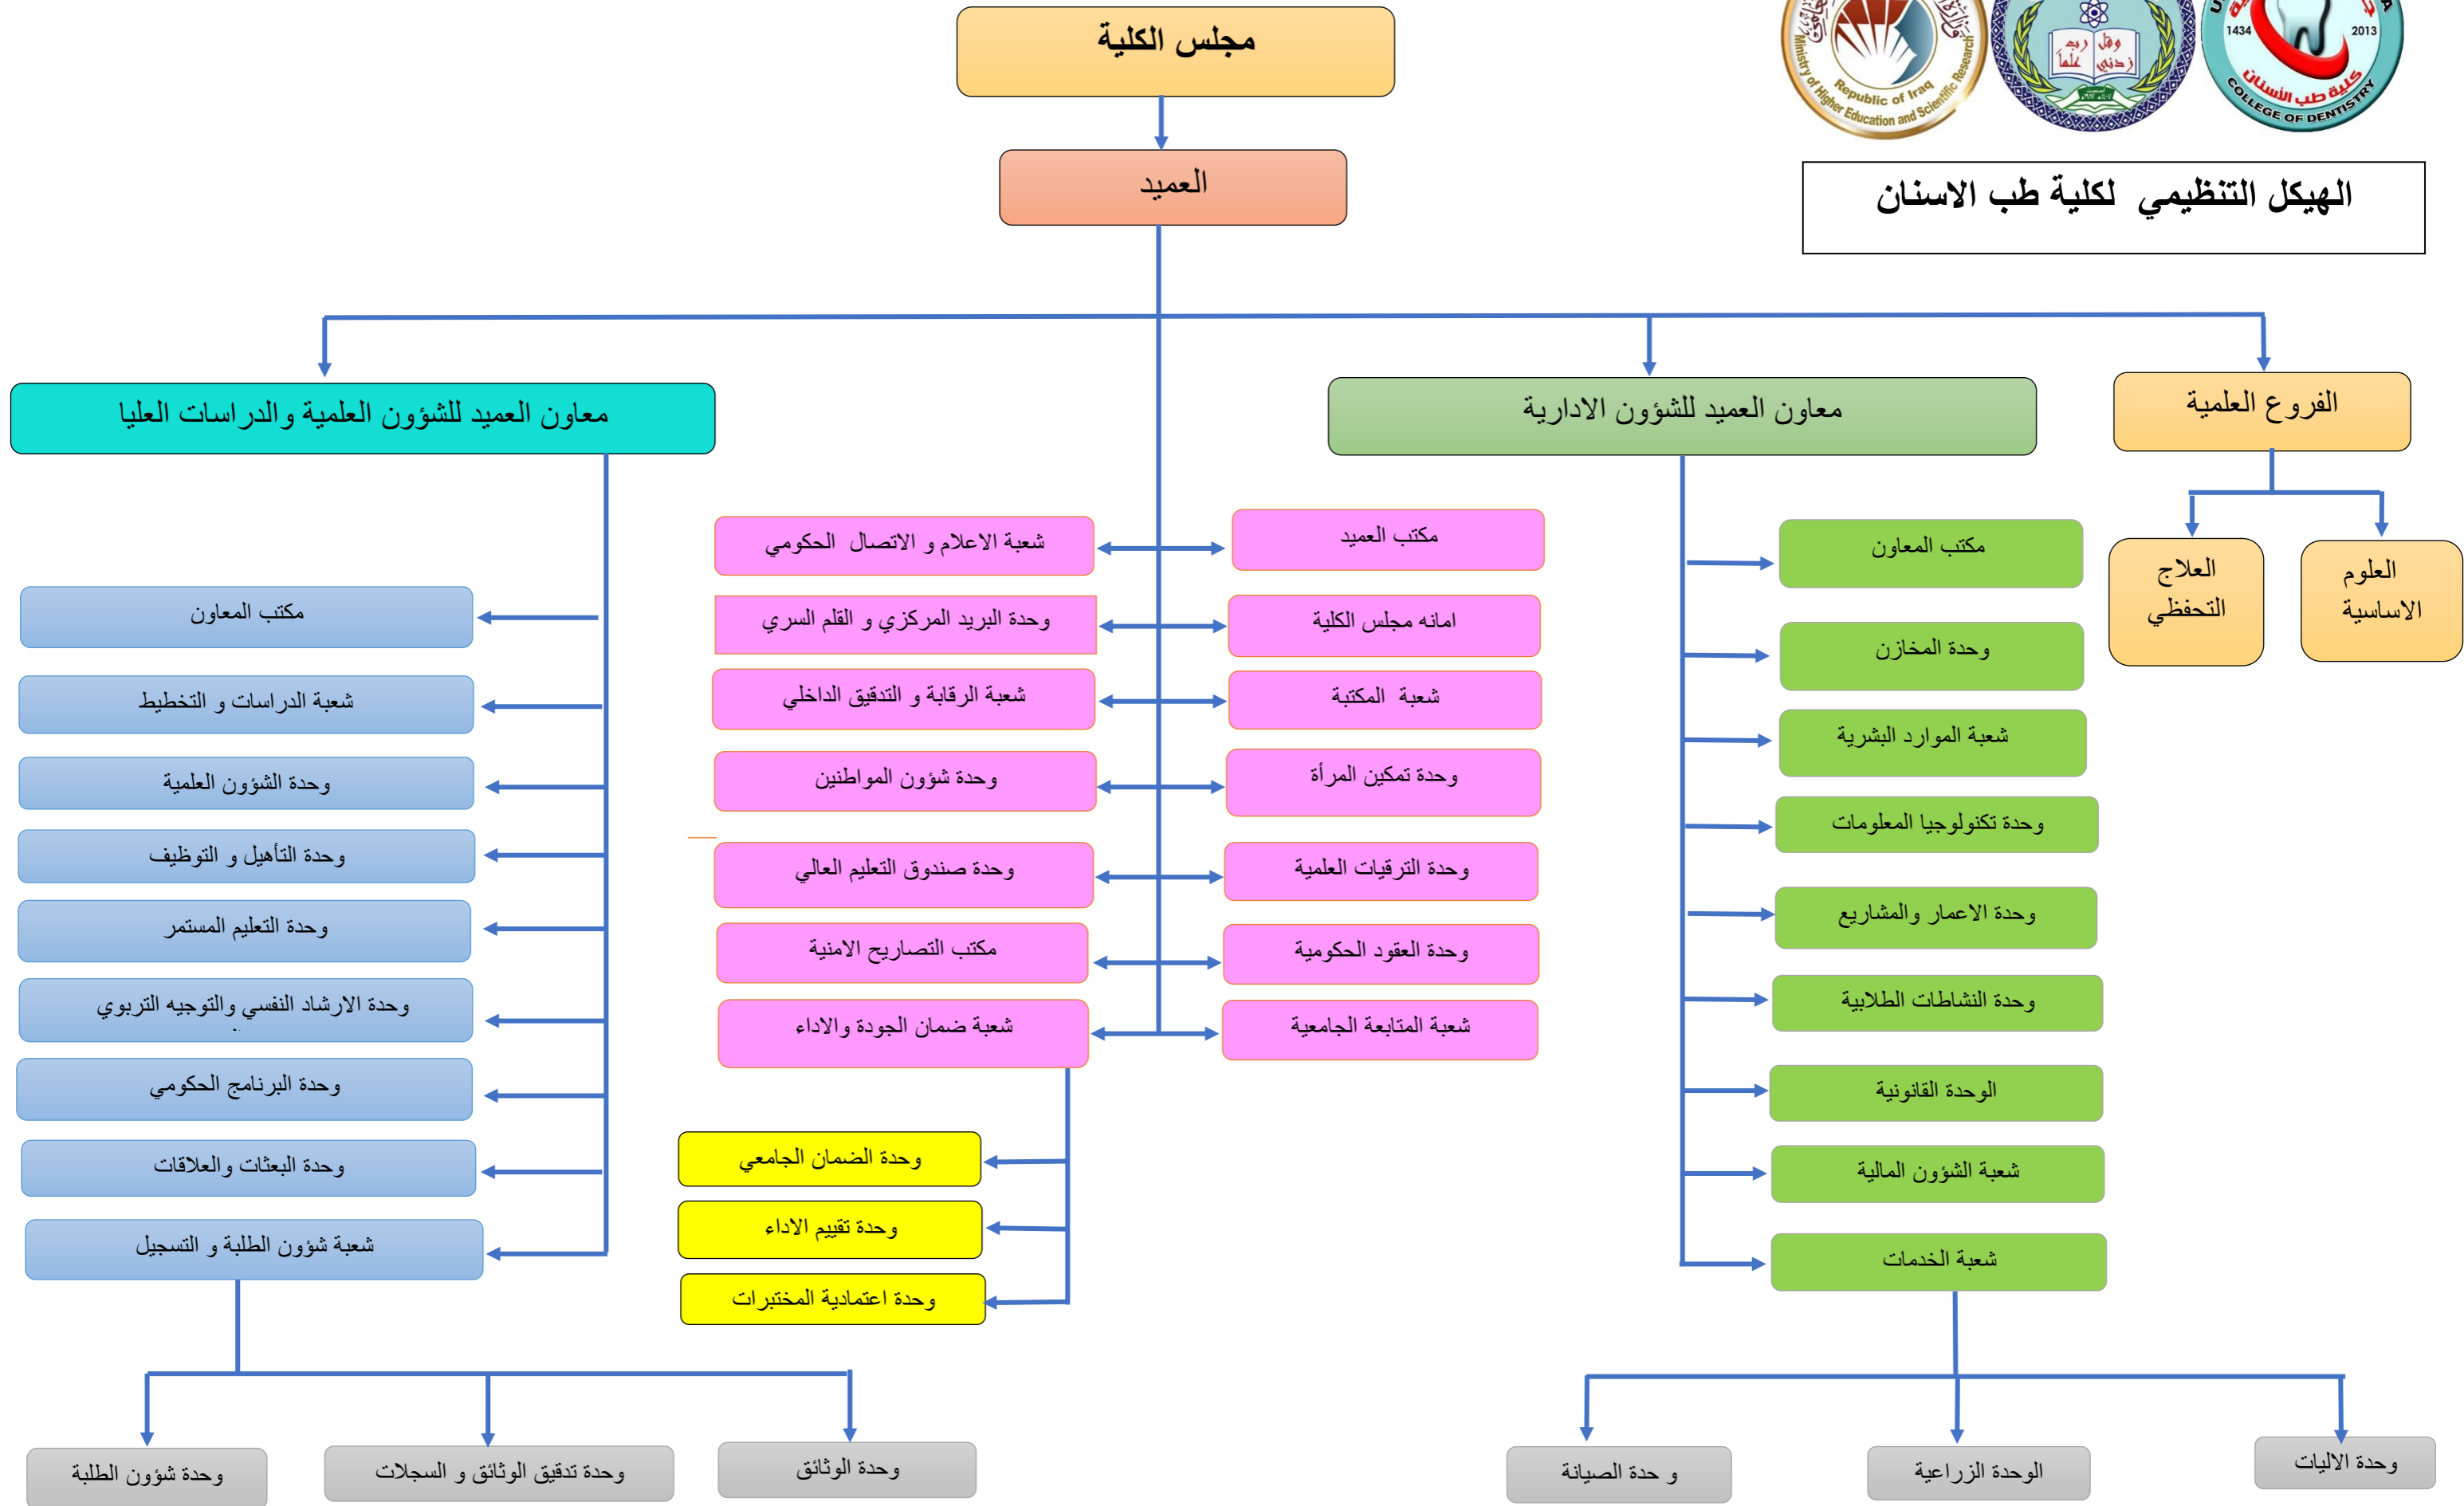 مجلس الكلية
Ministry of Higher Education and Scientific Research
Republic of Iraq
وقل رب
زدني علماً
1434
2013
كلية طب الأسنان
COLLEGE OF DENTISTRY
العميد
الهيكل التنظيمي لكلية طب الاسنان
الفروع العلمية
معاون العميد للشؤون الادارية
معاون العميد للشؤون العلمية والدراسات العليا
العلوم
الاساسية
العلاج
التحفظي
مكتب المعاون
وحدة المخازن
شعبة الموارد البشرية
وحدة تكنولوجيا المعلومات
وحدة الاعمار والمشاريع
وحدة النشاطات الطلابية
الوحدة القانونية
شعبة الشؤون المالية
شعبة الخدمات
وحدة الاليات
الوحدة الزراعية
و حدة الصيانة
مكتب العميد
امانه مجلس الكلية
شعبة المكتبة
وحدة تمكين المرأة
وحدة الترقيات العلمية
وحدة العقود الحكومية
شعبة المتابعة الجامعية
شعبة الاعلام و الاتصال الحكومي
وحدة البريد المركزي و القلم السري
شعبة الرقابة و التدقيق الداخلي
وحدة شؤون المواطنين
وحدة صندوق التعليم العالي
مكتب التصاريح الامنية
شعبة ضمان الجودة والاداء
وحدة الضمان الجامعي
وحدة تقييم الاداء
وحدة اعتمادية المختبرات
مكتب المعاون
شعبة الدراسات و التخطيط
وحدة الشؤون العلمية
وحدة التأهيل و التوظيف
وحدة التعليم المستمر
وحدة الارشاد النفسي والتوجيه التربوي
وحدة البرنامج الحكومي
وحدة البعثات والعلاقات
شعبة شؤون الطلبة و التسجيل
وحدة الوثائق
وحدة تدقيق الوثائق و السجلات
وحدة شؤون الطلبة